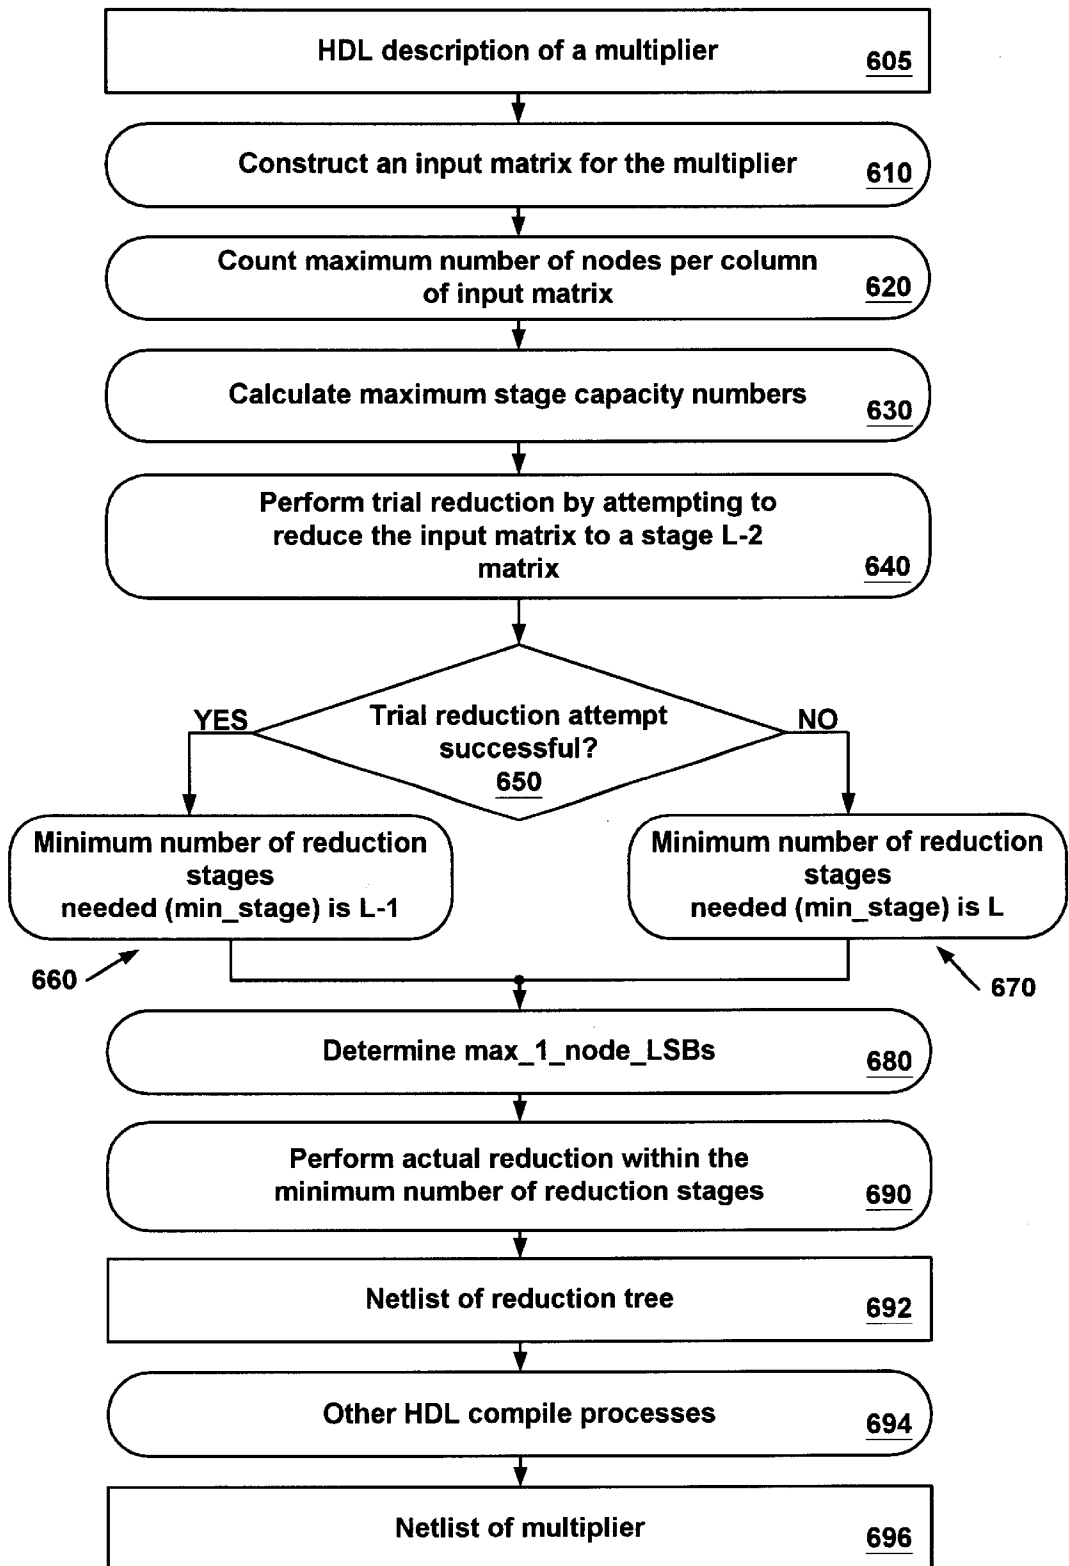 HDL description of a multiplier
605
Construct an input matrix for the multiplier
610
Count maximum number of nodes per column
of input matrix
620
Calculate maximum stage capacity numbers
630
Perform trial reduction by attempting to
reduce the input matrix to a stage L-2
matrix
640
YES
Trial reduction attempt
successful?
650
NO
Minimum number of reduction
stages
needed (min_stage) is L-1
660
Minimum number of reduction
stages
needed (min_stage) is L
670
Determine max_1_node_LSBs
680
Perform actual reduction within the
minimum number of reduction stages
690
Netlist of reduction tree
692
Other HDL compile processes
694
Netlist of multiplier
696